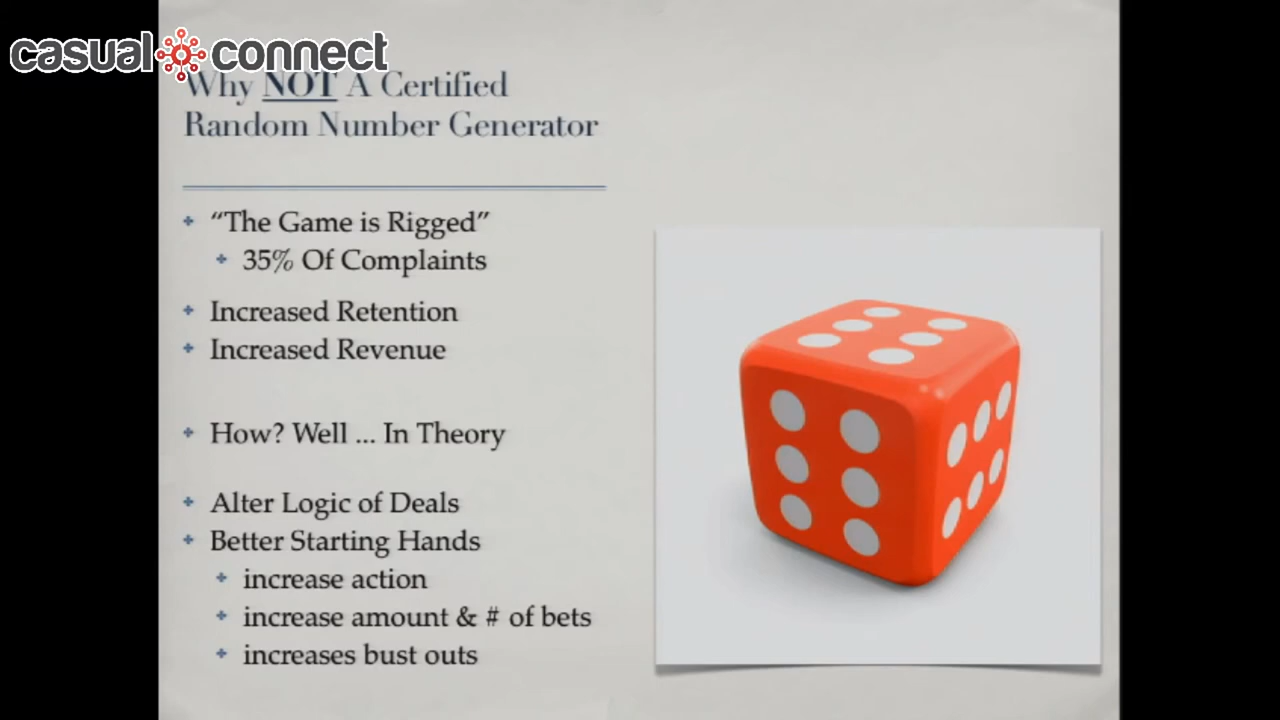 casual connect
Why NOT A Certified
Random Number Generator
“The Game is Rigged”
35% Of Complaints
Increased Retention
Increased Revenue
How? Well ... In Theory
Alter Logic of Deals
Better Starting Hands
increase action
increase amount & # of bets
increases bust outs